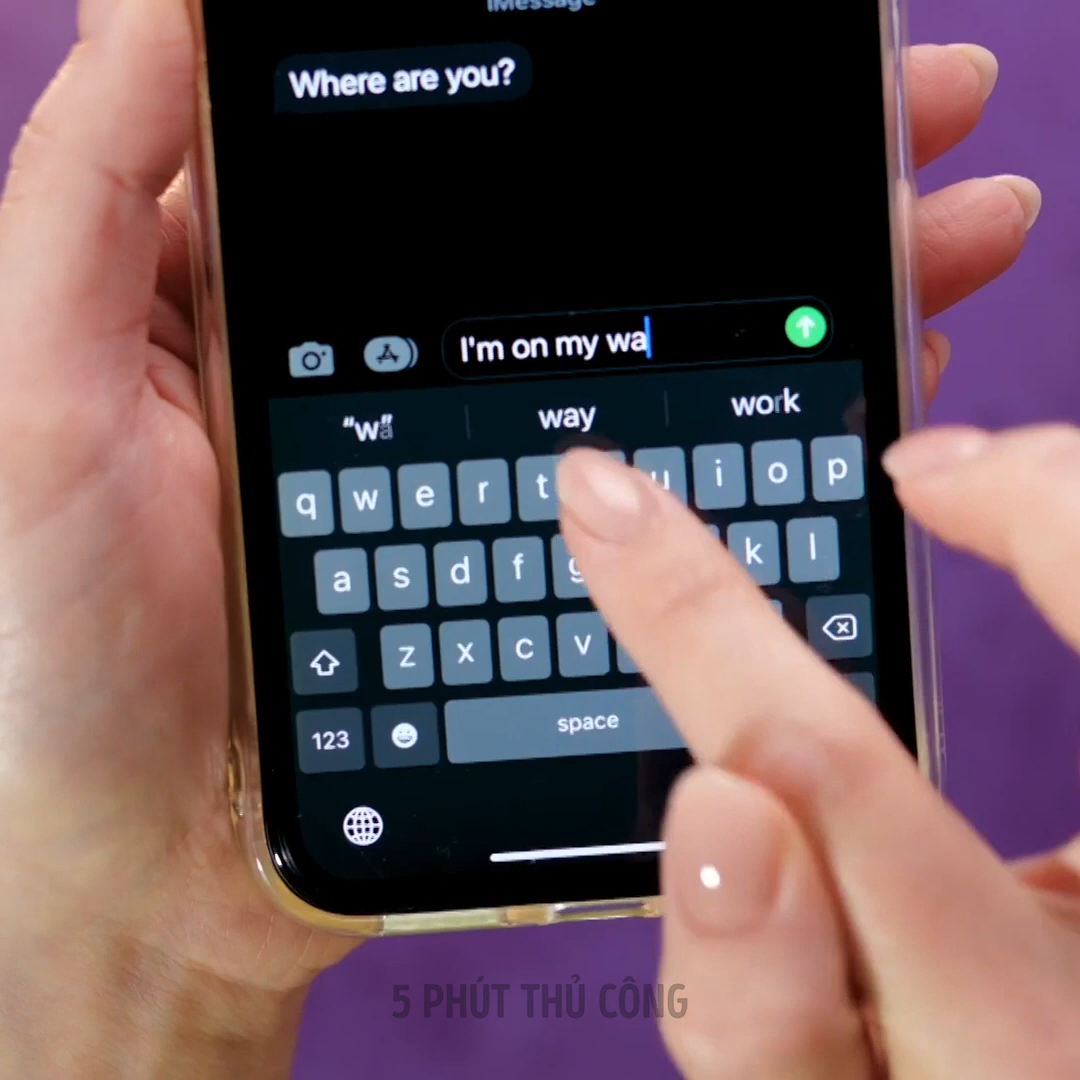 iMessage
Where are you?
I'm on my wa
"wa" way work
q w e r t u i o p
a s d f g k l
z x c v
123 space
5 PHÚT THỦ CÔNG